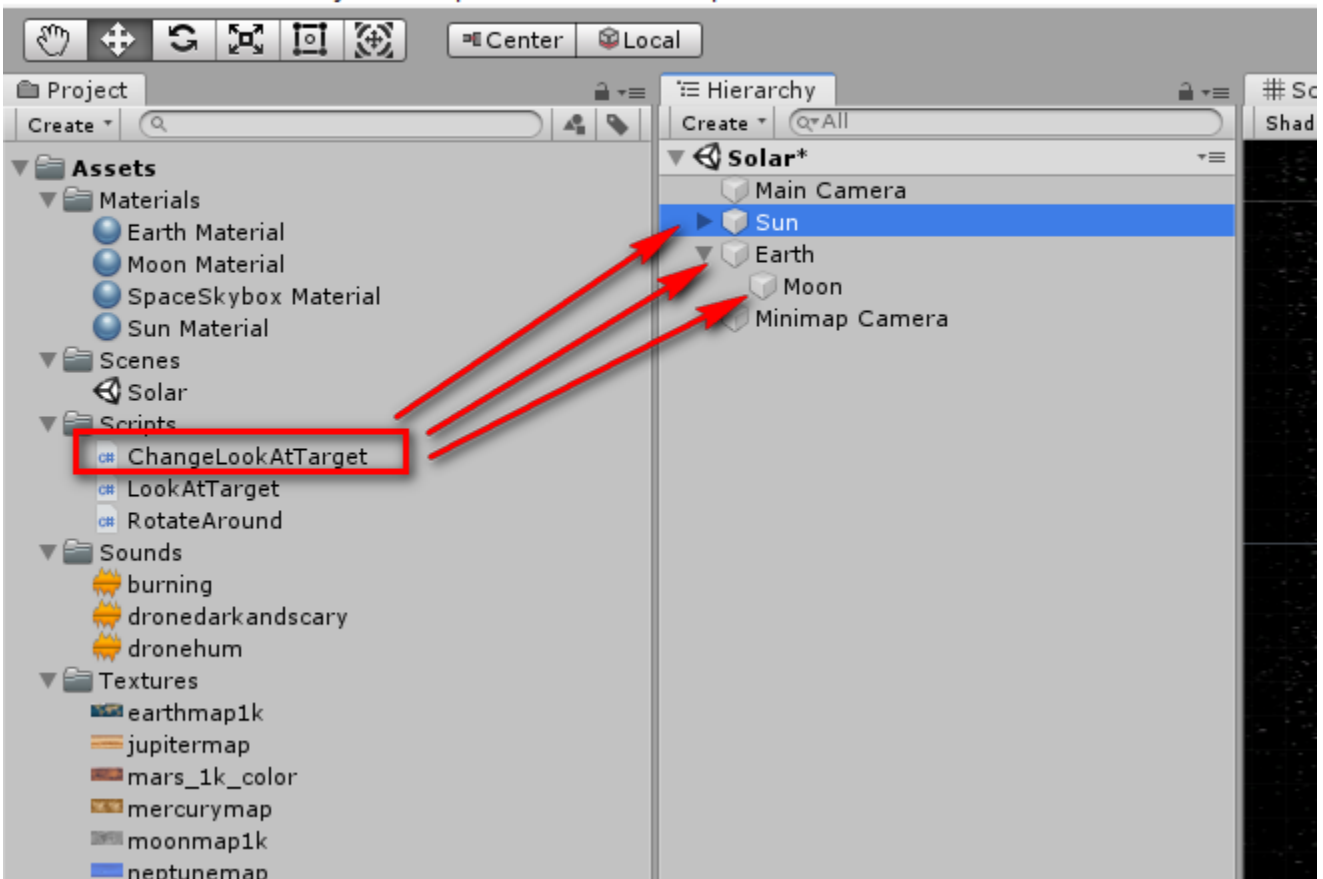 Center
Local
Project
Create
Assets
Materials
Earth Material
Moon Material
SpaceSkybox Material
Sun Material
Scenes
Solar
Scripts
c# ChangeLookAtTarget
c# LookAtTarget
c# RotateAround
Sounds
burning
dronedarkandscary
dronehum
Textures
earthmap1k
jupitermap
mars_1k_color
mercurymap
moonmap1k
neptunemap
Hierarchy
Create
All
Solar*
Main Camera
Sun
Earth
Moon
Minimap Camera
Sc
Shad